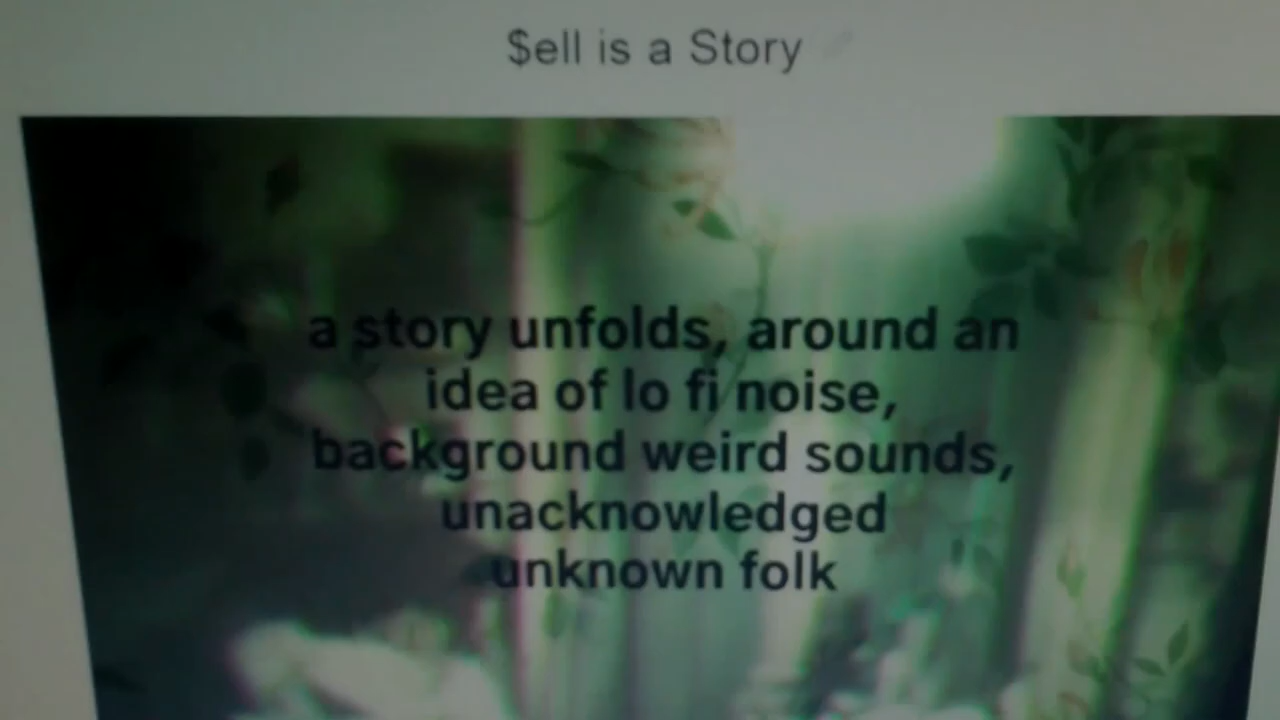 $ell is a Story
a story unfolds, around an
idea of lo fi noise,
background weird sounds,
unacknowledged
unknown folk